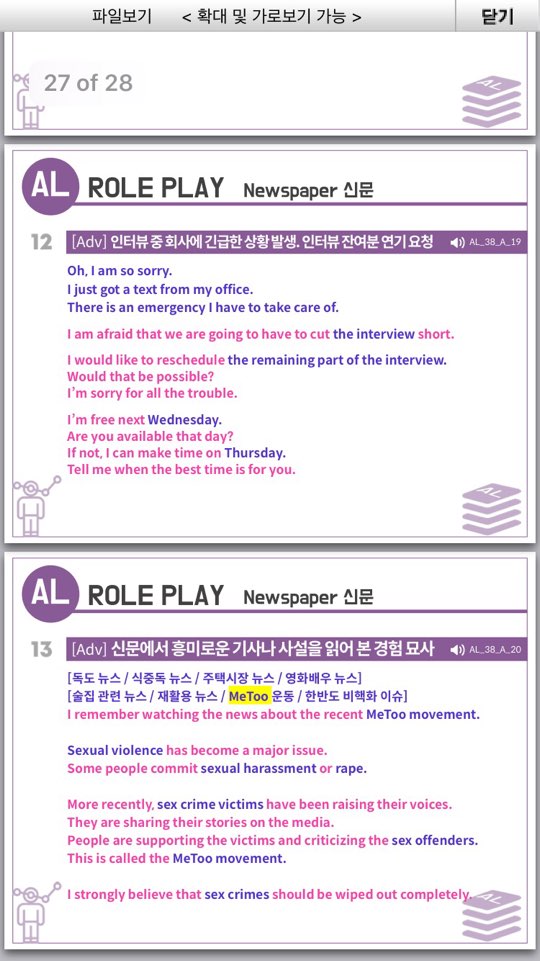 파일보기 < 확대 및 가로보기 가능 > 닫기
27 of 28
AL
AL ROLE PLAY Newspaper 신문
12 [Adv] 인터뷰 중 회사에 긴급한 상황 발생. 인터뷰 잔여분 연기 요청 AL_38_A_19
Oh, I am so sorry.
I just got a text from my office.
There is an emergency I have to take care of.
I am afraid that we are going to have to cut the interview short.
I would like to reschedule the remaining part of the interview.
Would that be possible?
I'm sorry for all the trouble.
I'm free next Wednesday.
Are you available that day?
If not, I can make time on Thursday.
Tell me when the best time is for you.
AL
AL ROLE PLAY Newspaper 신문
13 [Adv] 신문에서 흥미로운 기사나 사설을 읽어 본 경험 묘사 AL_38_A_20
[독도 뉴스 / 식중독 뉴스 / 주택시장 뉴스 / 영화배우 뉴스]
[술집 관련 뉴스 / 재활용 뉴스 / MeToo 운동 / 한반도 비핵화 이슈]
I remember watching the news about the recent MeToo movement.
Sexual violence has become a major issue.
Some people commit sexual harassment or rape.
More recently, sex crime victims have been raising their voices.
They are sharing their stories on the media.
People are supporting the victims and criticizing the sex offenders.
This is called the MeToo movement.
I strongly believe that sex crimes should be wiped out completely.
AL